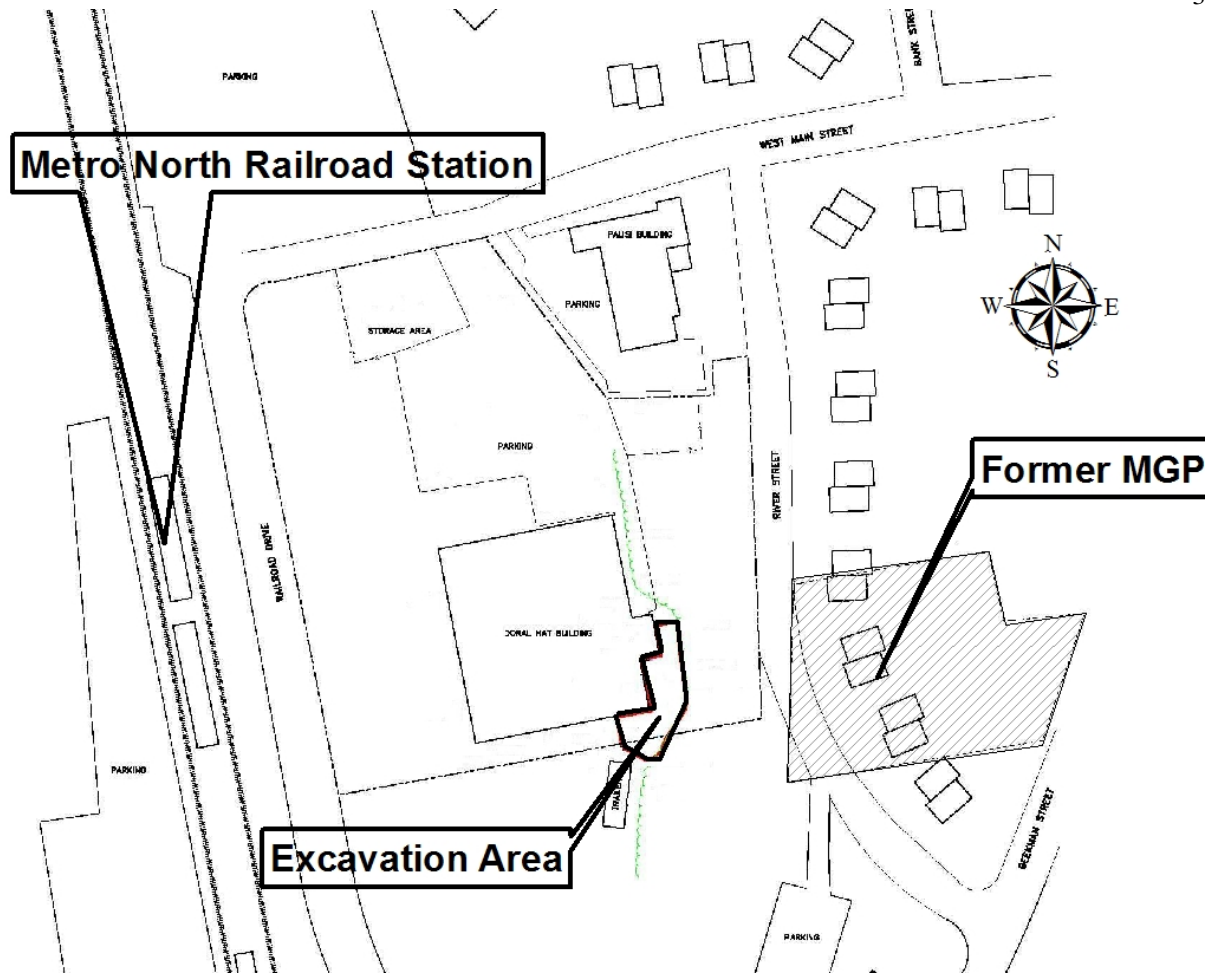 PARKING
BANK STREET
WEST MAIN STREET
Metro North Railroad Station
PAUSI BUILDING
N
W
E
S
PARKING
STORAGE AREA
PARKING
Former MGP
RIVER STREET
RAILROAD DRIVE
DORAL HAT BUILDING
PARKING
Excavation Area
BEEKMAN STREET
PARKING